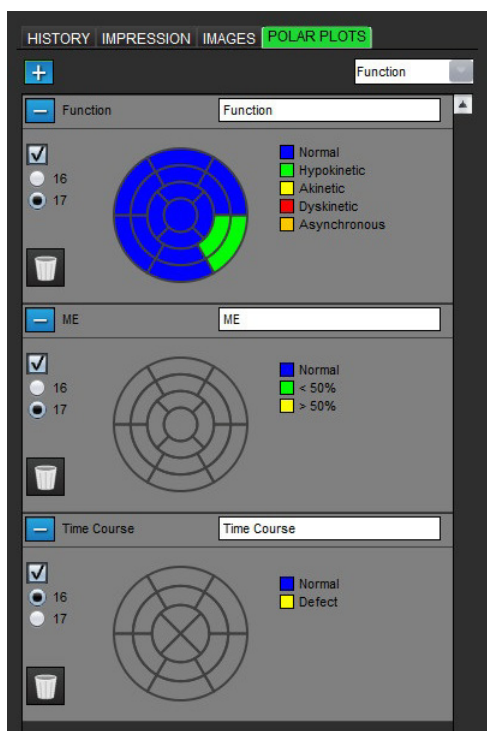 HISTORY IMPRESSION IMAGES POLAR PLOTS
+ Function
− Function Function
16
17
Normal
Hypokinetic
Akinetic
Dyskinetic
Asynchronous
− ME ME
16
17
Normal
< 50%
> 50%
− Time Course Time Course
16
17
Normal
Defect